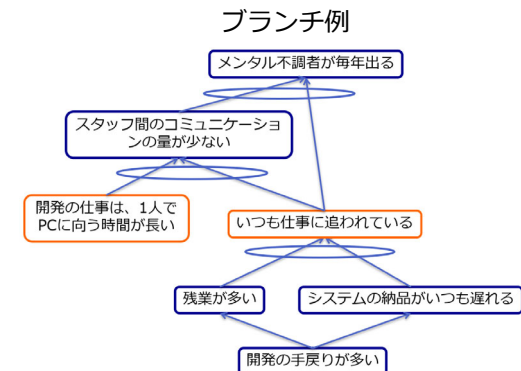 ブランチ例
メンタル不調者が毎年出る
スタッフ間のコミュニケーショ
ンの量が少ない
開発の仕事は、1人で
PCに向う時間が長い
いつも仕事に追われている
残業が多い
システムの納品がいつも遅れる
開発の手戻りが多い